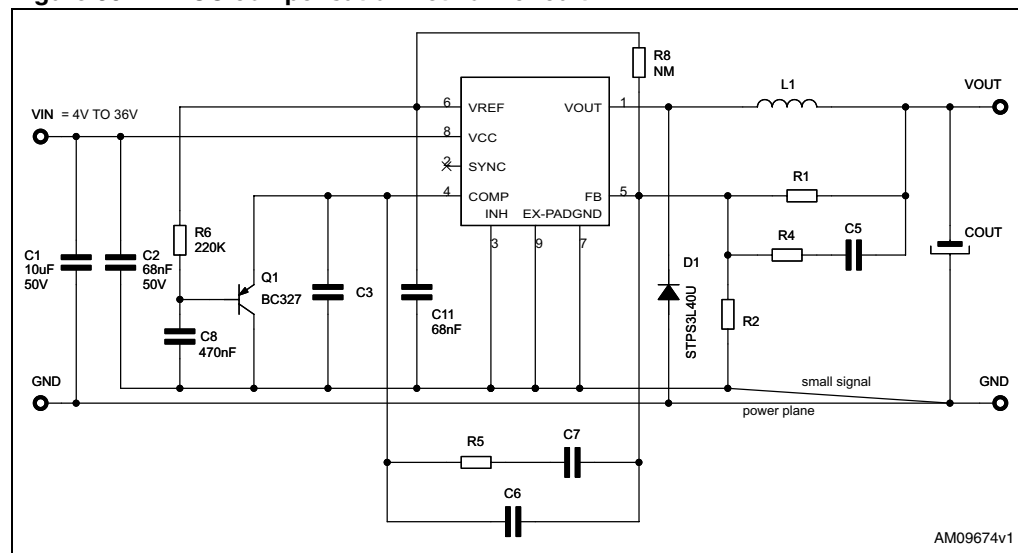 R8
NM
L1
VOUT
VIN = 4V TO 36V
6
VREF
VOUT
1
8
VCC
2
SYNC
R1
4
COMP
FB
5
INH
EX-PAD
GND
3
9
7
R6
220K
R4
C5
COUT
C1
10uF
50V
C2
68nF
50V
Q1
BC327
C3
D1
STPS3L40U
C11
68nF
R2
C8
470nF
GND
small signal
GND
power plane
R5
C7
C6
AM09674v1